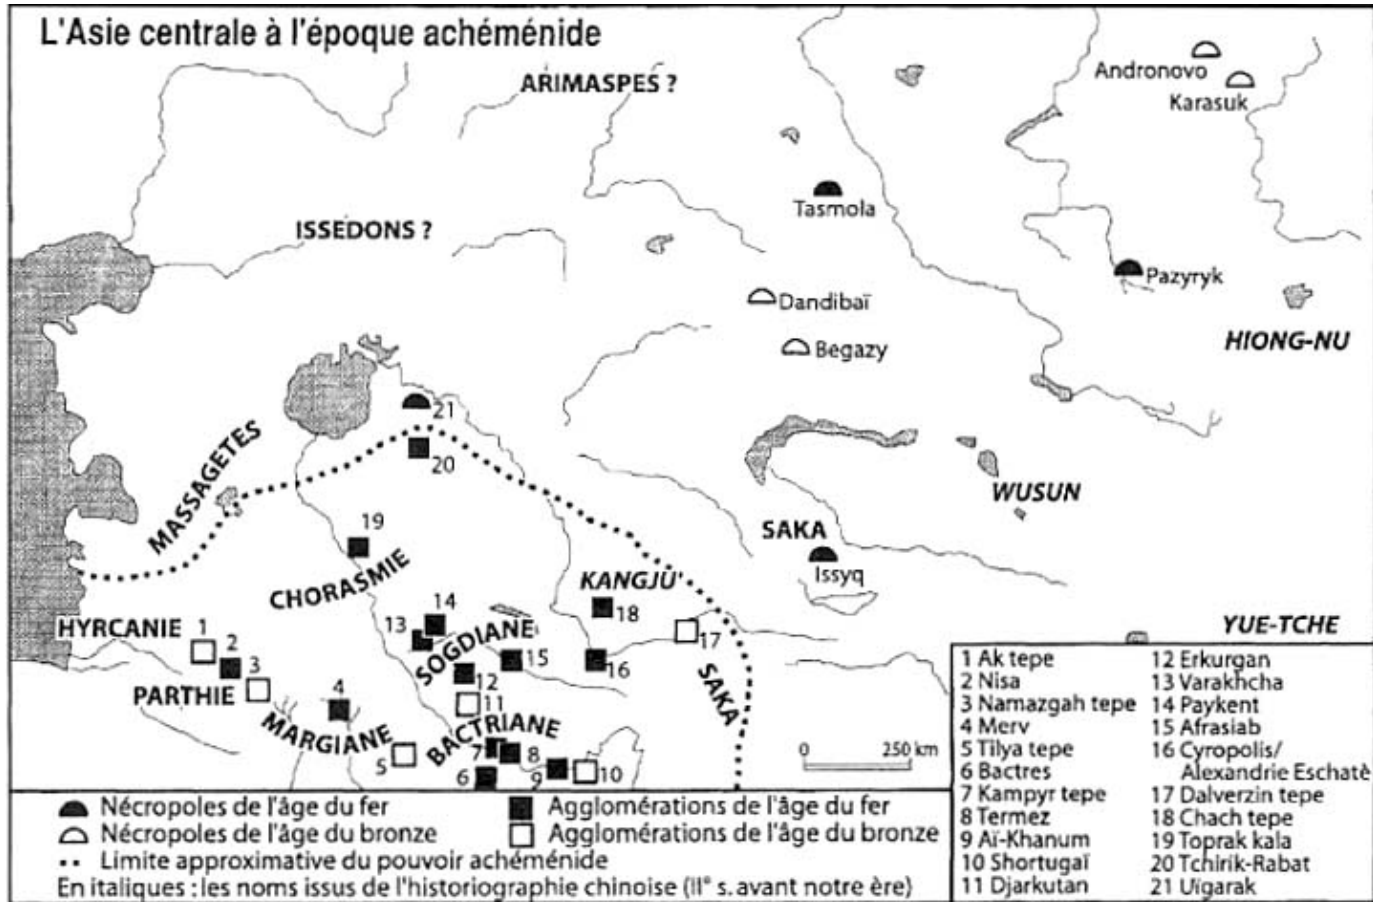 L'Asie centrale à l'époque achéménide
ARIMASPES ?
Andronovo
Karasuk
Tasmola
ISSÉDONS ?
Pazyryk
Dandibaï
HIONG-NU
Begazy
21
MASSAGETES
20
WUSUN
19
SAKA
Issyq
CHORASMIE
KANGJU'
14
18
HYRCANIE
1
13
17
YUE-TCHE
2
SOGDIANE
15
16
3
12
SAKA
PARTHIE
4
11
MARGIANE
BACTRIANE
5
7
8
6
9
10
0 250 km
1 Ak tepe
2 Nisa
3 Namazgah tepe
4 Merv
5 Tilya tepe
6 Bactres
7 Kampyr tepe
8 Termez
9 Aï-Khanum
10 Shortugaï
11 Djarkutan
12 Erkurgan
13 Varakhcha
14 Paykent
15 Afrasiab
16 Cyropolis/
Alexandrie Eschatè
17 Dalverzin tepe
18 Chach tepe
19 Toprak kala
20 Tchirik-Rabat
21 Uïgarak
Nécropoles de l'âge du fer
Nécropoles de l'âge du bronze
Agglomérations de l'âge du fer
Agglomérations de l'âge du bronze
Limite approximative du pouvoir achéménide
En italiques : les noms issus de l'historiographie chinoise (II° s. avant notre ère)